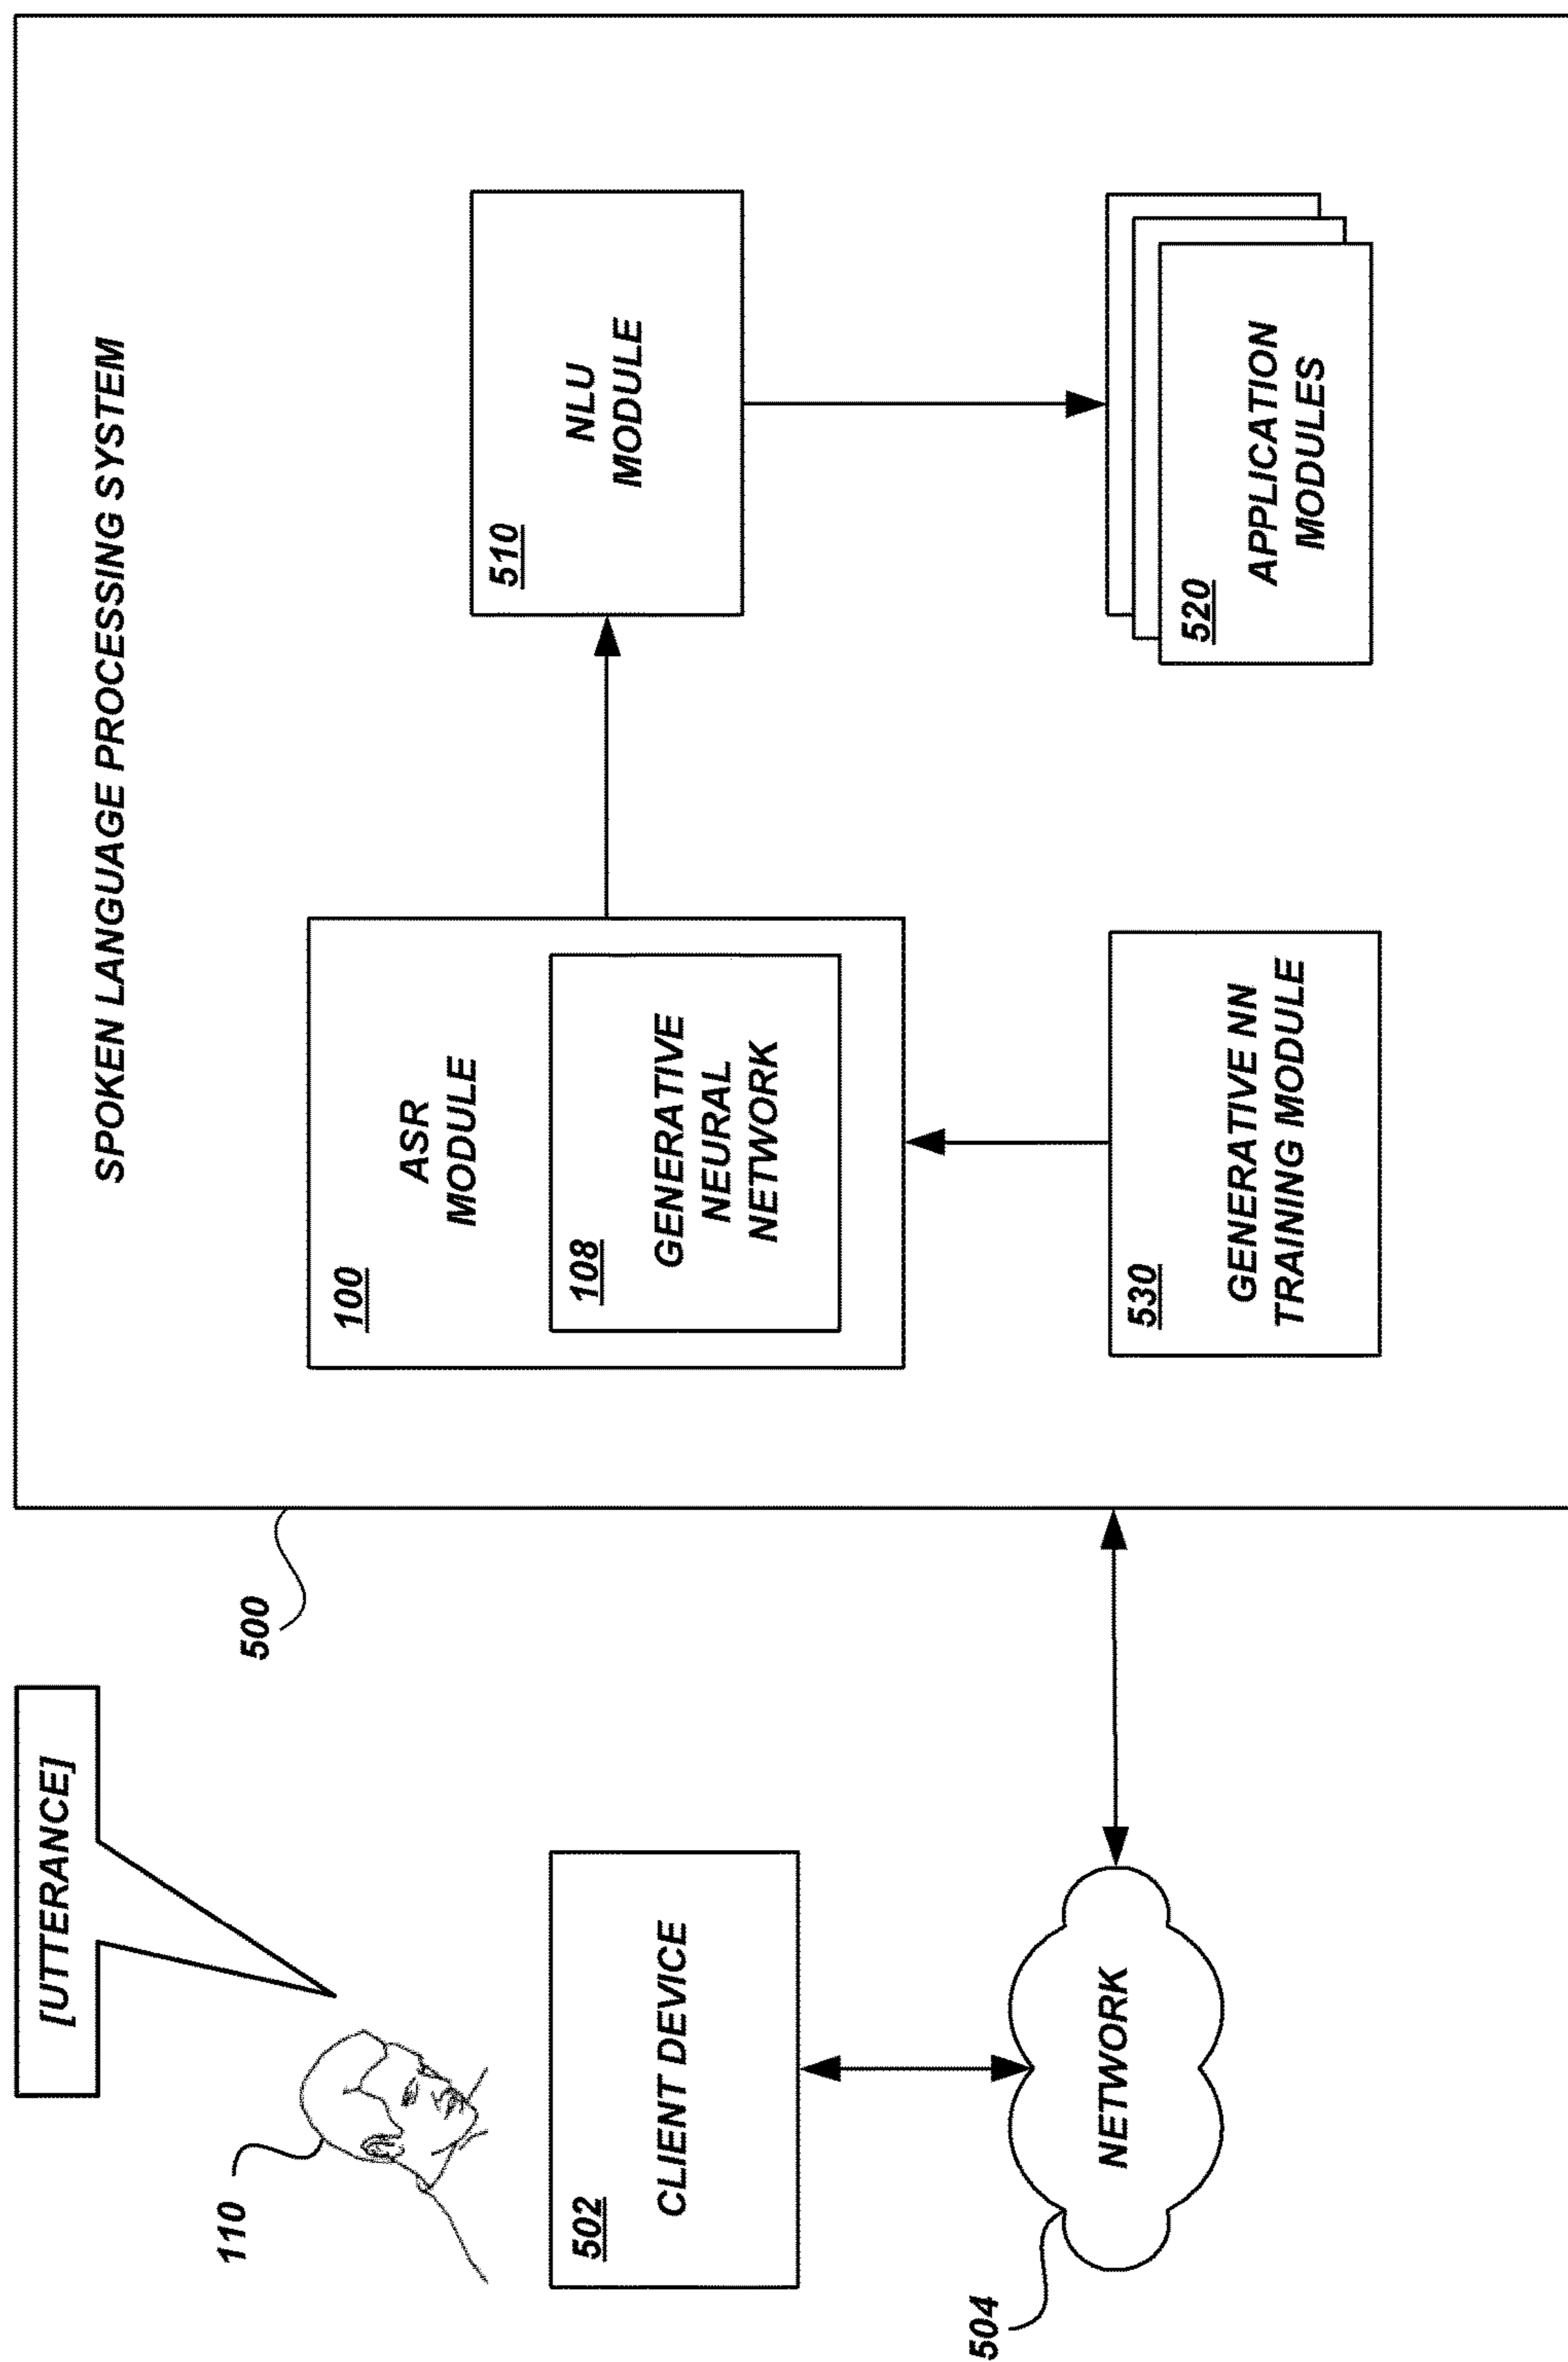 [UTTERANCE]
110
502
CLIENT DEVICE
504
NETWORK
500
SPOKEN LANGUAGE PROCESSING SYSTEM
100
ASR
MODULE
108
GENERATIVE
NEURAL
NETWORK
510
NLU
MODULE
530
GENERATIVE NN
TRAINING MODULE
520
APPLICATION
MODULES